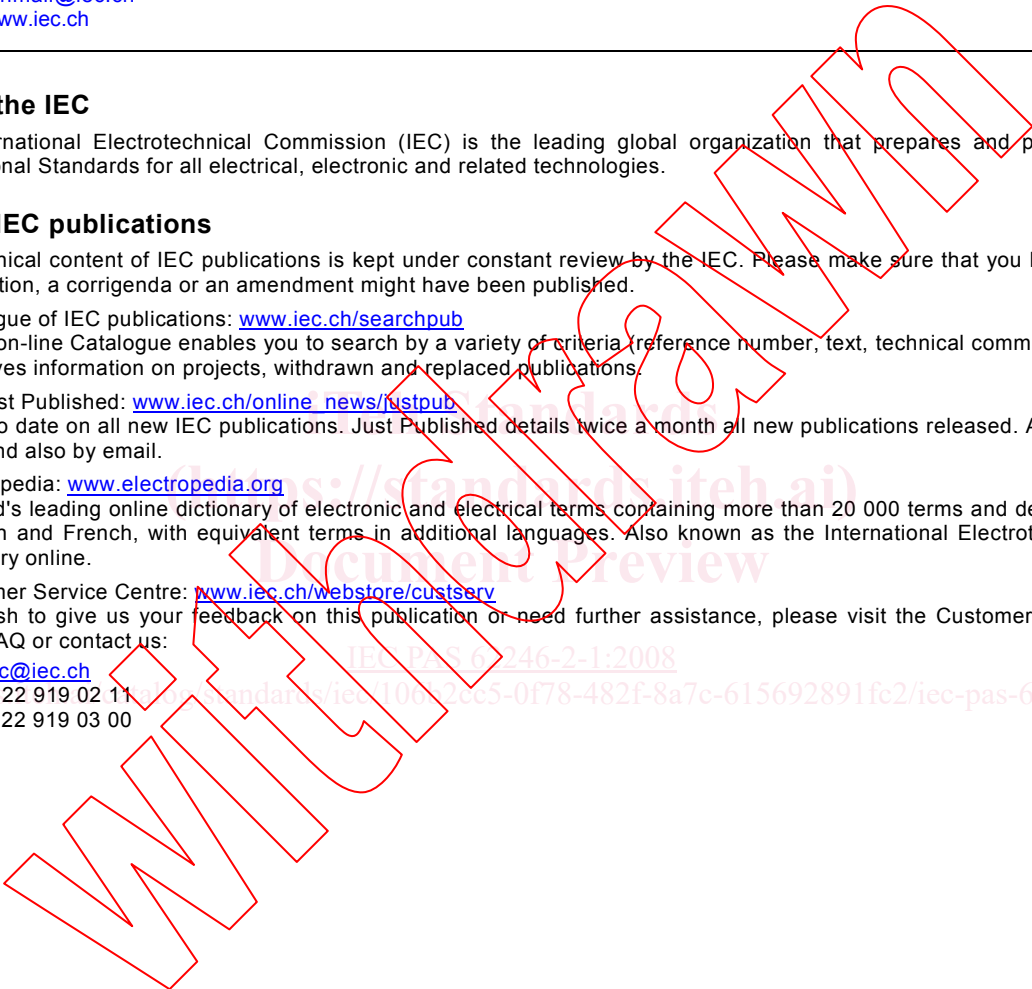 www.iec.ch
the IEC
rnational Electrotechnical Commission (IEC) is the leading global organization that prepares and p
onal Standards for all electrical, electronic and related technologies.
IEC publications
nical content of IEC publications is kept under constant review by the IEC. Please make sure that you
tion, a corrigenda or an amendment might have been published.
gue of IEC publications: www.iec.ch/searchpub
on-line Catalogue enables you to search by a variety of criteria (reference number, text, technical comm
ves information on projects, withdrawn and replaced publications.
st Published: www.iec.ch/online_news/justpub
o date on all new IEC publications. Just Published details twice a month all new publications released. A
nd also by email.
pedia: www.electropedia.org
d's leading online dictionary of electronic and electrical terms containing more than 20 000 terms and de
n and French, with equivalent terms in additional languages. Also known as the International Electrot
ry online.
mer Service Centre: www.iec.ch/webstore/custserv
sh to give us your feedback on this publication or need further assistance, please visit the Customer
AQ or contact us:
c@iec.ch
22 919 02 11
22 919 03 00
iTeh Standards
(https://standards.iteh.ai)
Document Preview
IEC PAS 62246-2-1:2008
/standards/iec/106b2cc5-0f78-482f-8a7c-615692891fc2/iec-pas-6
withdrawn